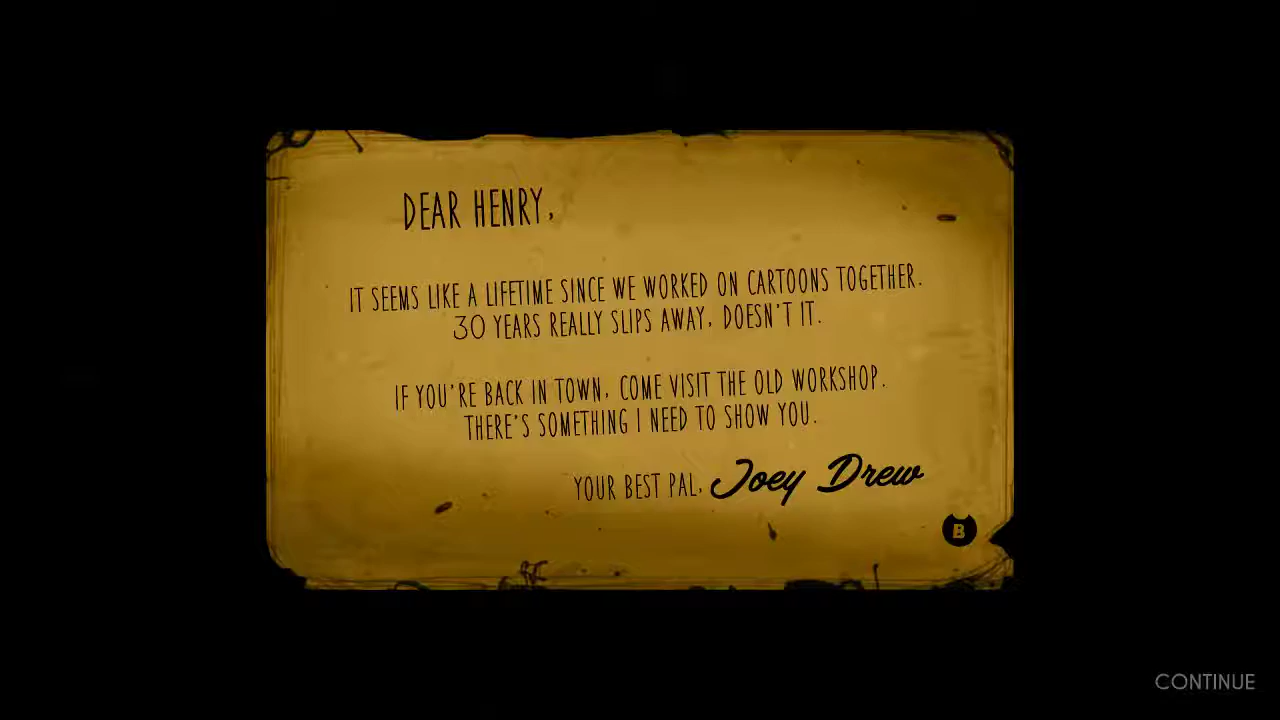 DEAR HENRY,
IT SEEMS LIKE A LIFETIME SINCE WE WORKED ON CARTOONS TOGETHER.
30 YEARS REALLY SLIPS AWAY, DOESN'T IT.
IF YOU'RE BACK IN TOWN, COME VISIT THE OLD WORKSHOP.
THERE'S SOMETHING I NEED TO SHOW YOU.
YOUR BEST PAL, Joey Drew
B
CONTINUE